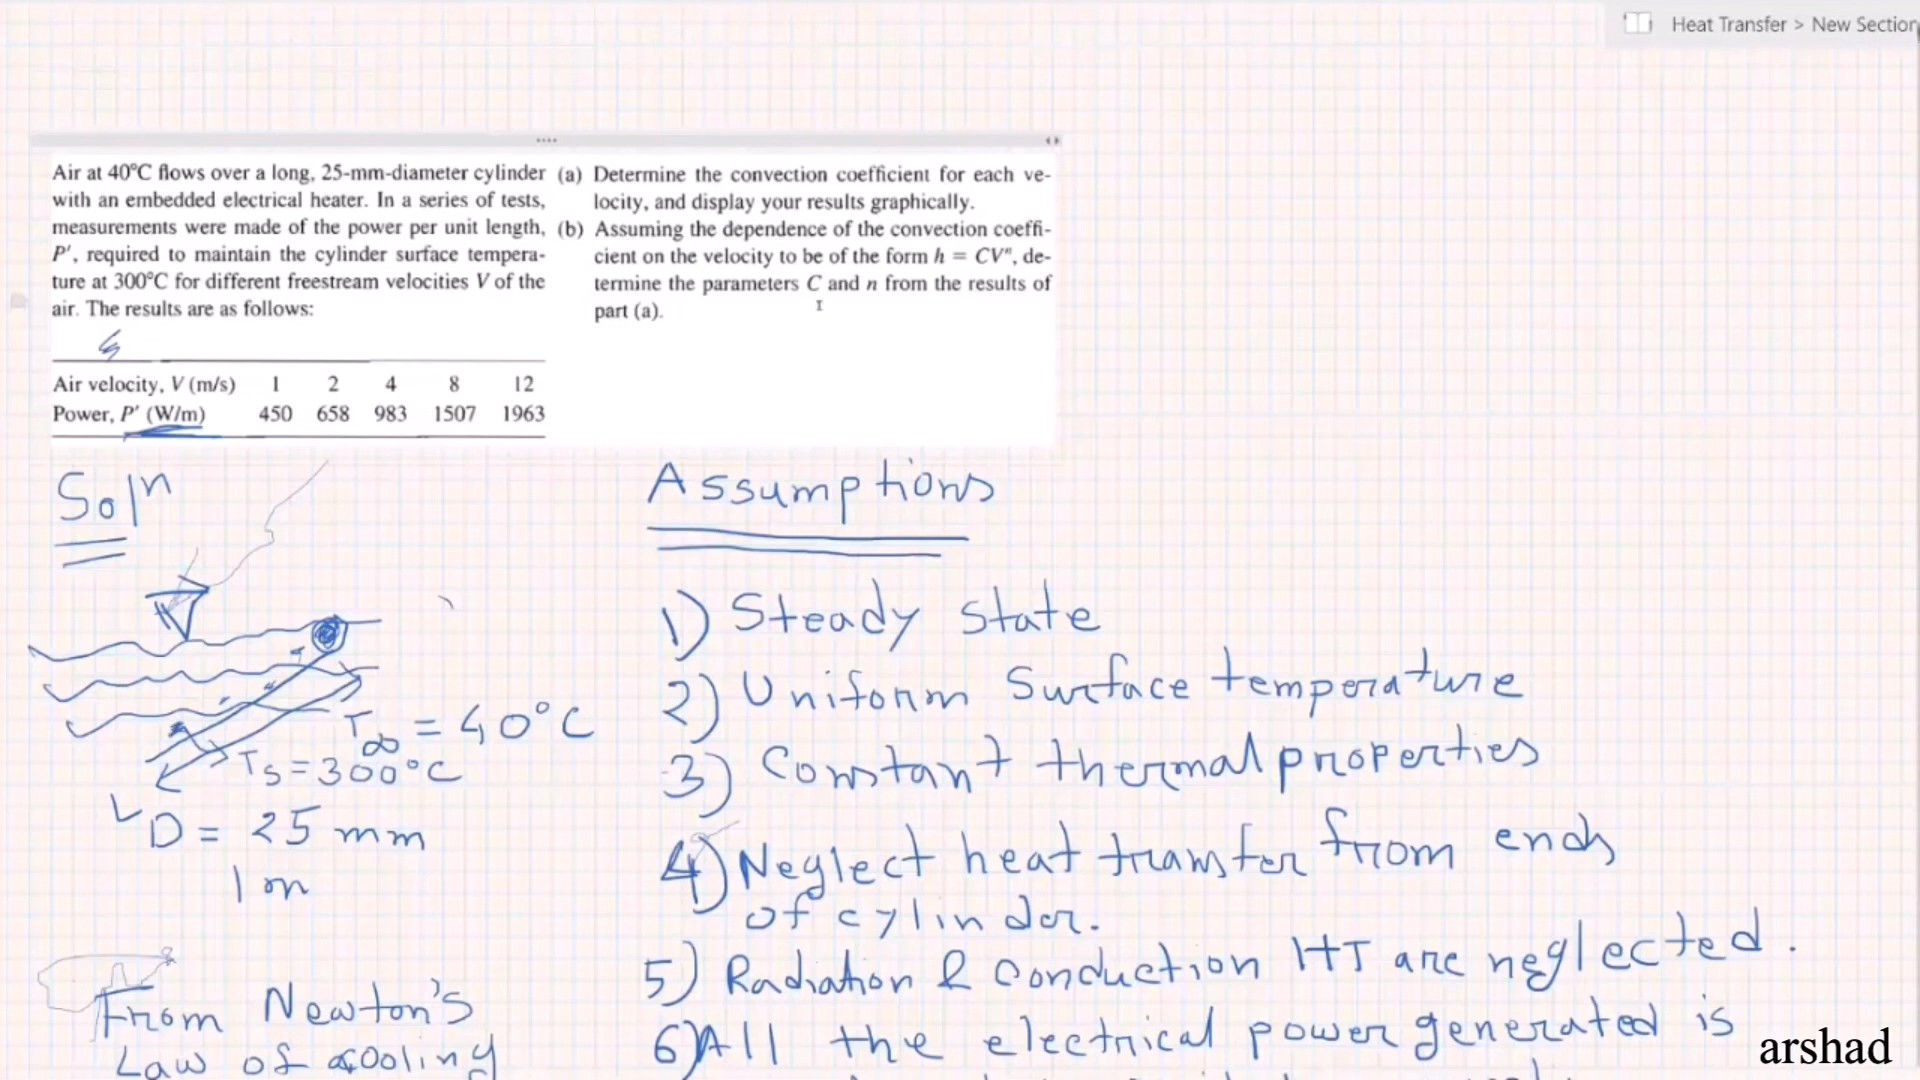 Heat Transfer > New Section
Air at 40°C flows over a long, 25-mm-diameter cylinder
with an embedded electrical heater. In a series of tests,
measurements were made of the power per unit length,
P′, required to maintain the cylinder surface tempera-
ture at 300°C for different freestream velocities V of the
air. The results are as follows:
Air velocity, V (m/s) 1 2 4 8 12
Power, P′ (W/m) 450 658 983 1507 1963
(a) Determine the convection coefficient for each ve-
locity, and display your results graphically.
(b) Assuming the dependence of the convection coeffi-
cient on the velocity to be of the form h = CVⁿ, de-
termine the parameters C and n from the results of
part (a).
Solⁿ
T∞ = 40°C
Ts = 300°C
D = 25 mm
1 m
From Newton's
Law of cooling
Assumptions
1) Steady state
2) Uniform Surface temperature
3) Constant thermal properties
4) Neglect heat transfer from ends
of cylinder.
5) Radiation & Conduction HT are neglected.
6) All the electrical power generated is
arshad